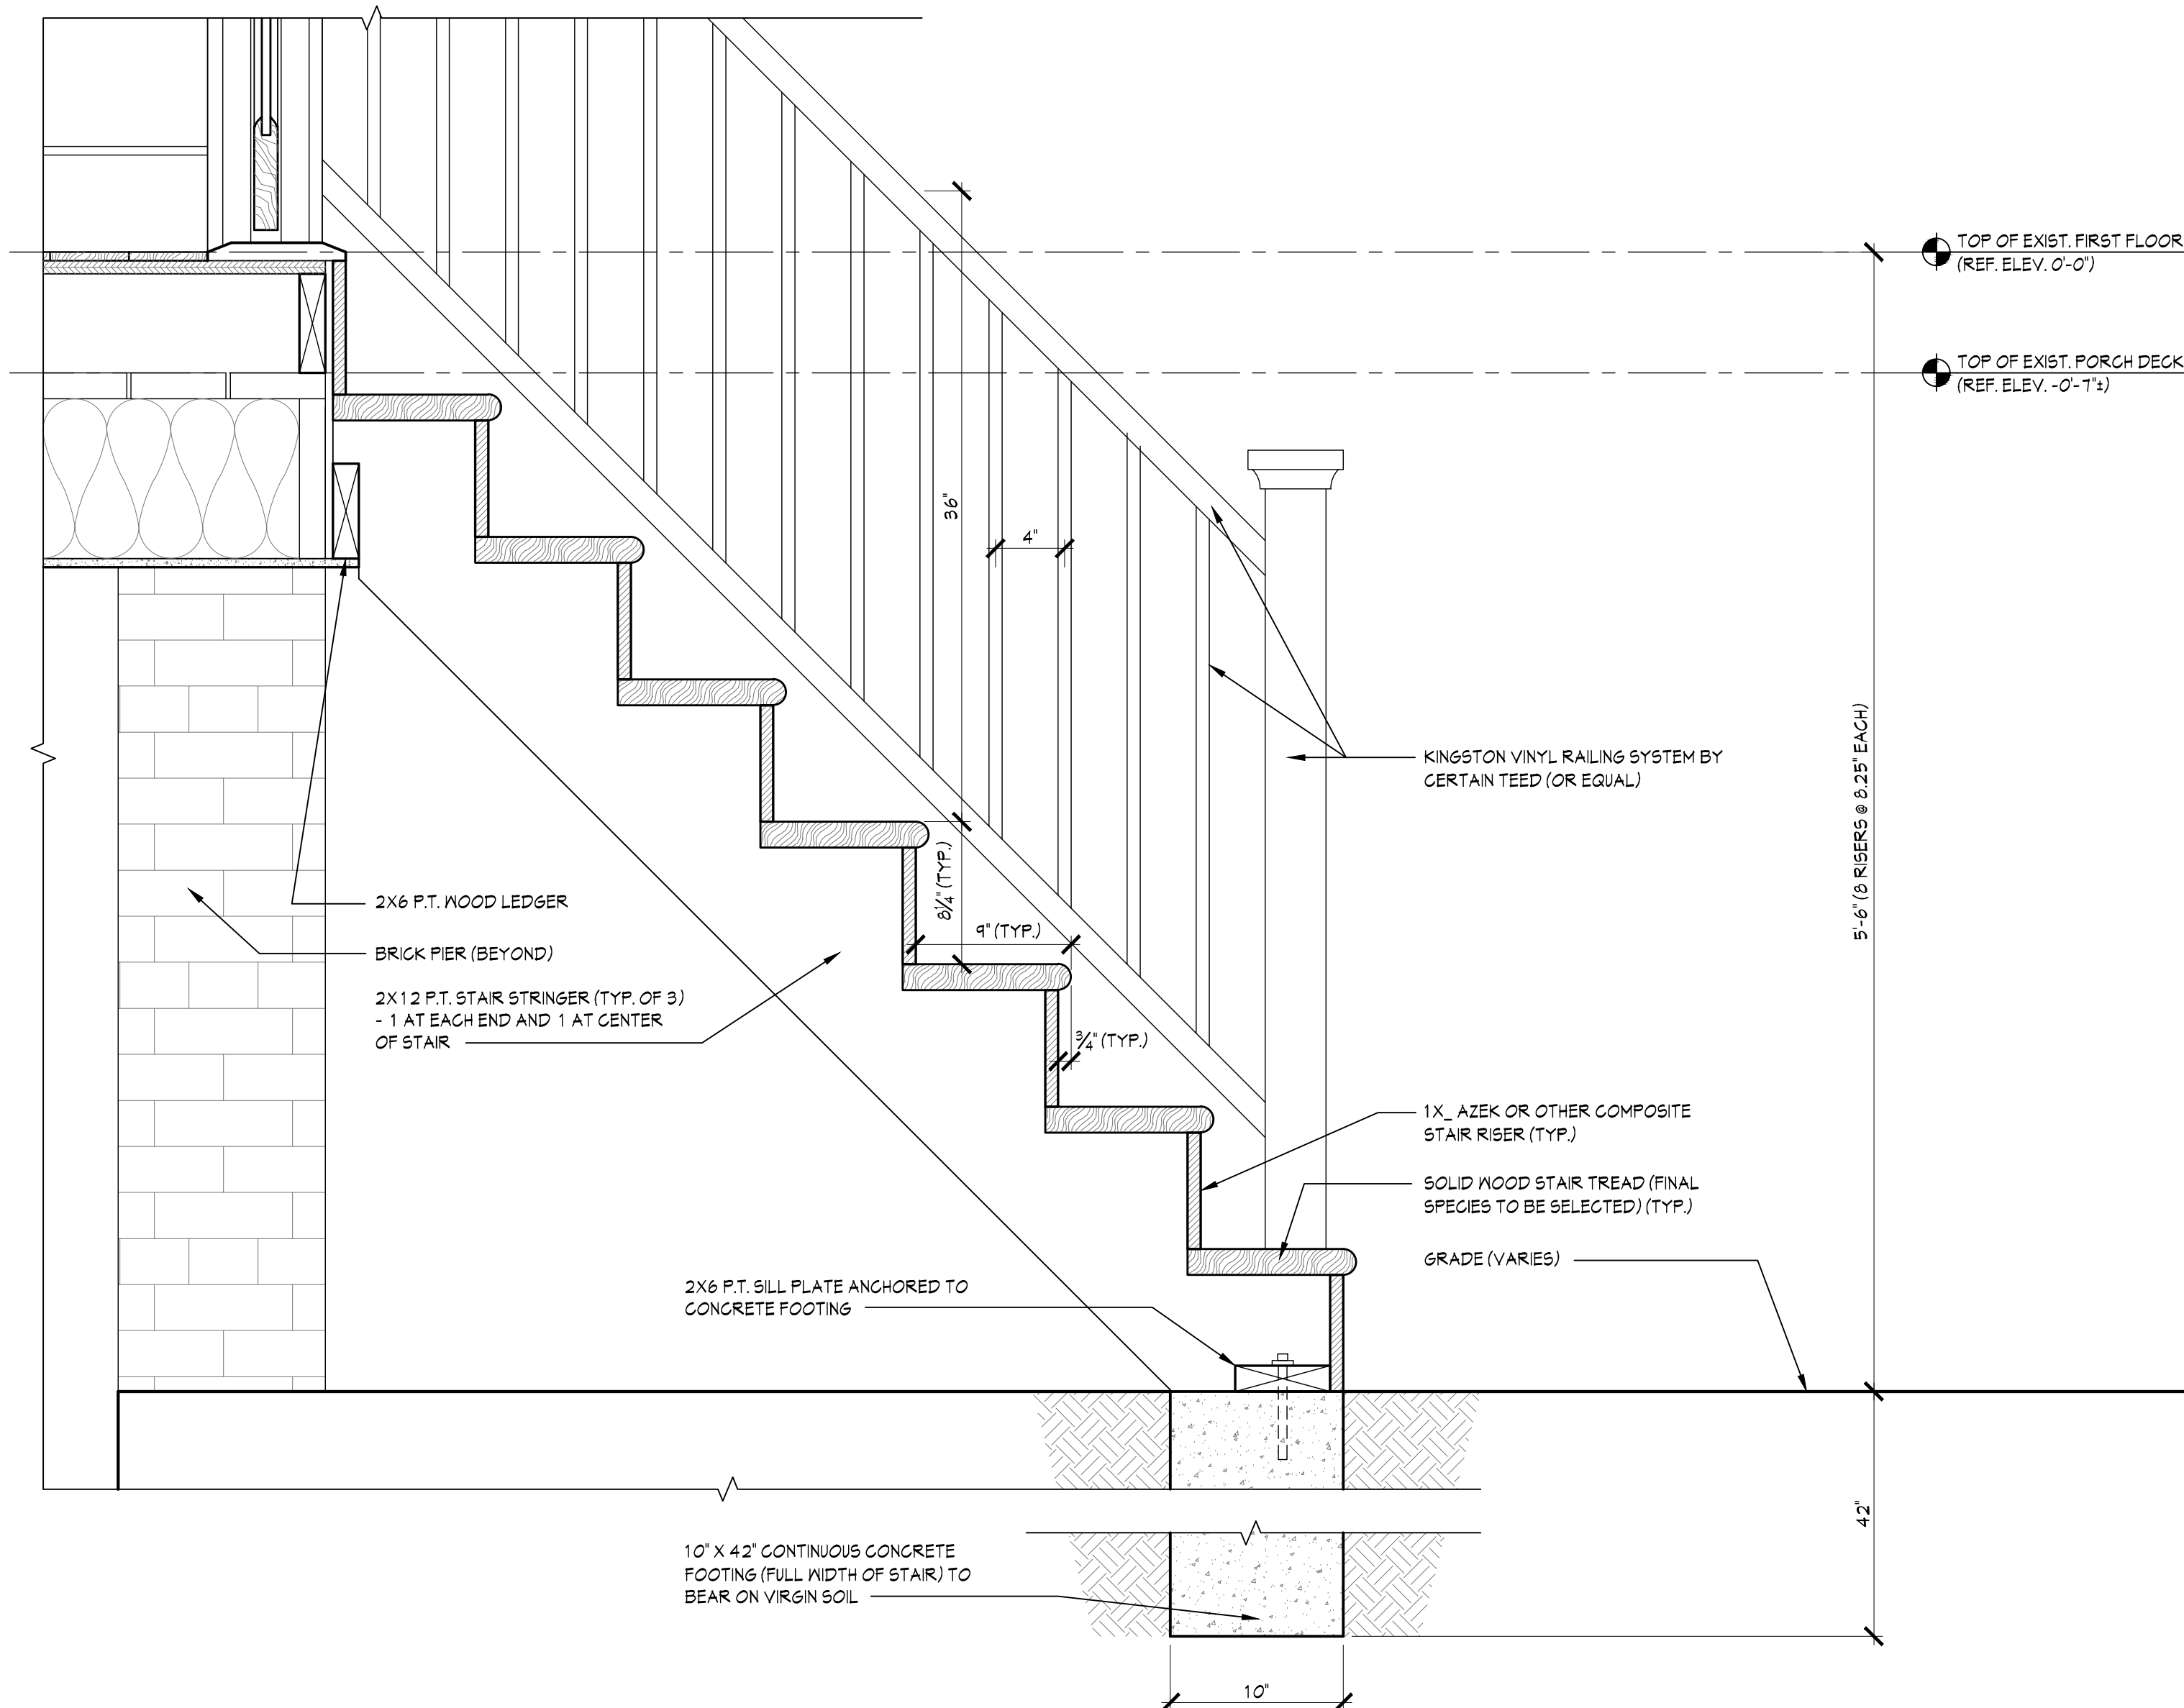 TOP OF EXIST. FIRST FLOOR
(REF. ELEV. 0'-0")
TOP OF EXIST. PORCH DECK
(REF. ELEV. -0'-7"±)
36"
4"
KINGSTON VINYL RAILING SYSTEM BY
CERTAIN TEED (OR EQUAL)
5'-6" (8 RISERS @ 8.25" EACH)
8¼" (TYP.)
9" (TYP.)
¾" (TYP.)
2X6 P.T. WOOD LEDGER
BRICK PIER (BEYOND)
2X12 P.T. STAIR STRINGER (TYP. OF 3)
- 1 AT EACH END AND 1 AT CENTER
OF STAIR
1X_ AZEK OR OTHER COMPOSITE
STAIR RISER (TYP.)
SOLID WOOD STAIR TREAD (FINAL
SPECIES TO BE SELECTED) (TYP.)
GRADE (VARIES)
2X6 P.T. SILL PLATE ANCHORED TO
CONCRETE FOOTING
42"
10" X 42" CONTINUOUS CONCRETE
FOOTING (FULL WIDTH OF STAIR) TO
BEAR ON VIRGIN SOIL
10"